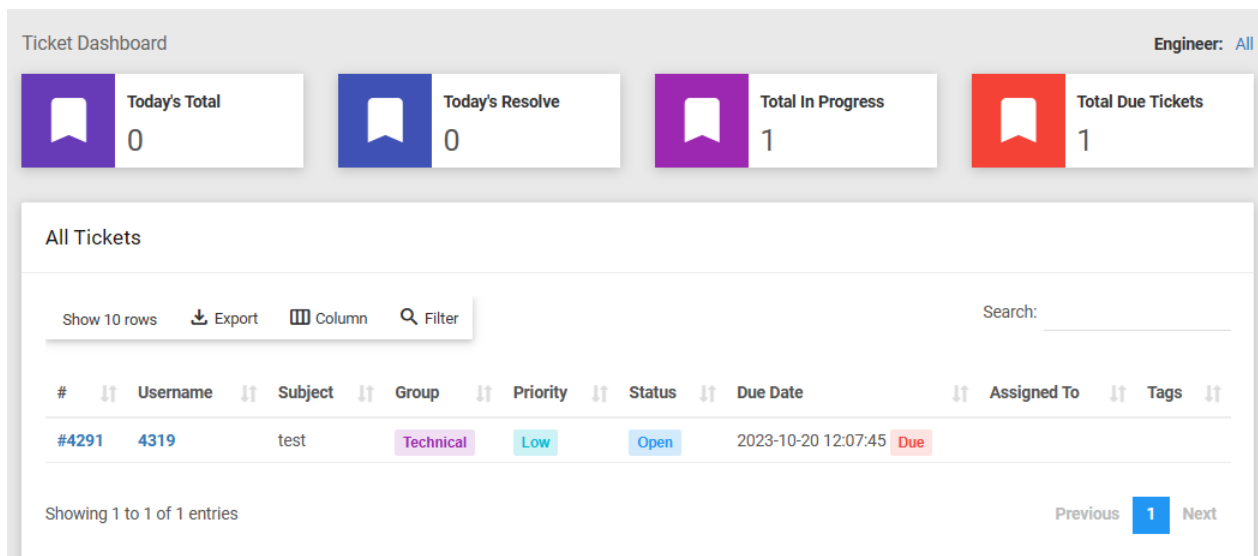 Ticket Dashboard Engineer: All
Today's Total Today's Resolve Total In Progress Total Due Tickets
0 0 1 1
All Tickets
Show 10 rows Export Column Filter Search:
# Username Subject Group Priority Status Due Date Assigned To Tags
#4291 4319 test Technical Low Open 2023-10-20 12:07:45 Due
Showing 1 to 1 of 1 entries Previous 1 Next